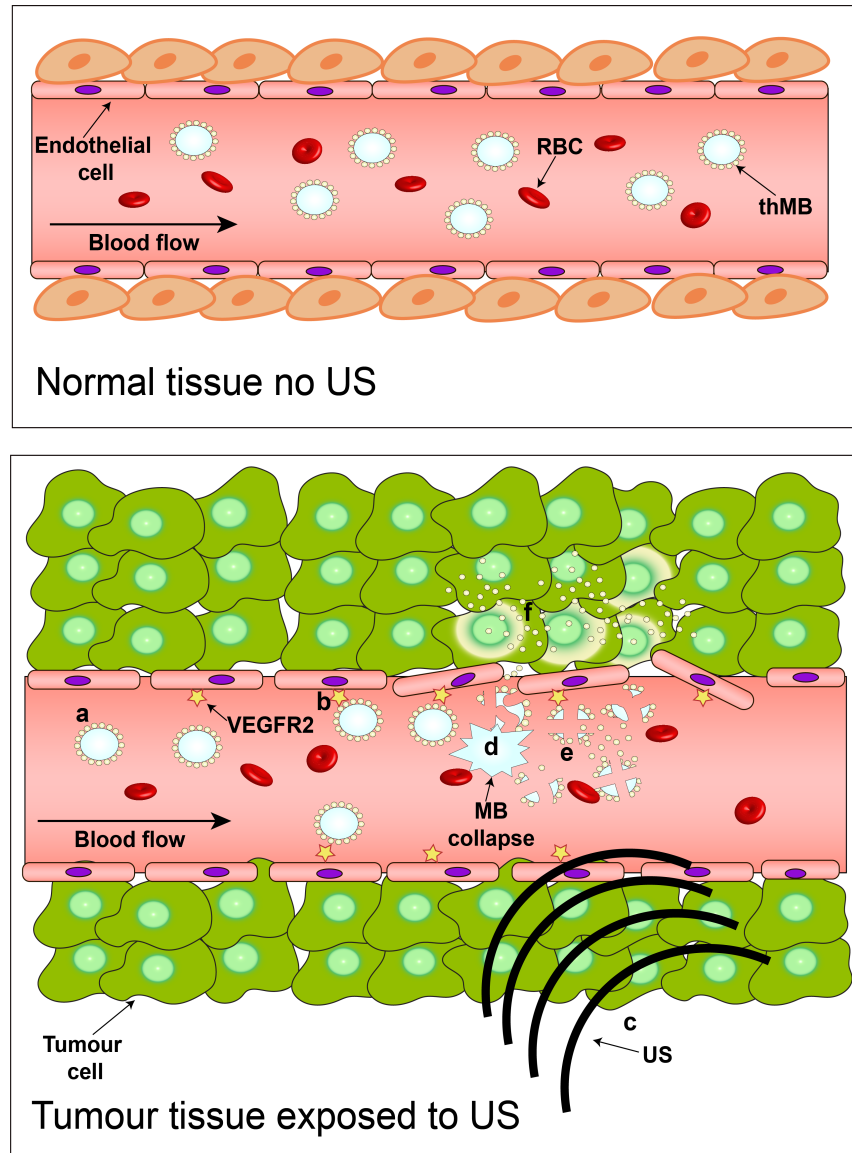 Endothelial
cell
RBC
thMB
Blood flow
Normal tissue no US
a
b
VEGFR2
f
d
e
MB
collapse
Blood flow
c
US
Tumour
cell
Tumour tissue exposed to US